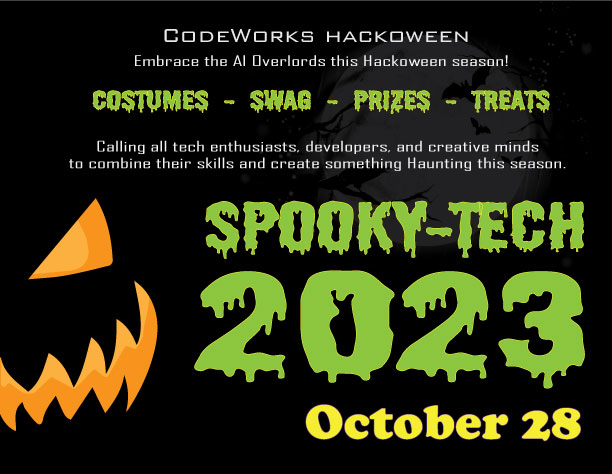 CodeWorks hackoween
Embrace the AI Overlords this Hackoween season!
COSTUMES - SWAG - PRIZES - TREATS
Calling all tech enthusiasts, developers, and creative minds
to combine their skills and create something Haunting this season.
SPOOKY-TECH
2023
October 28